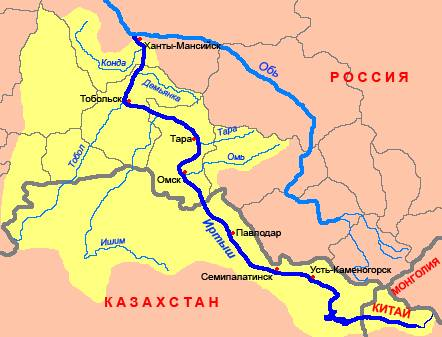 Ханты-Мансийск
Конда
Обь
РОССИЯ
Демьянка
Тобольск
Тобол
Тара
Тара
Омь
Омск
Иртыш
Павлодар
Ишим
Семипалатинск
Усть-Каменогорск
МОНГОЛИЯ
КАЗАХСТАН
КИТАЙ